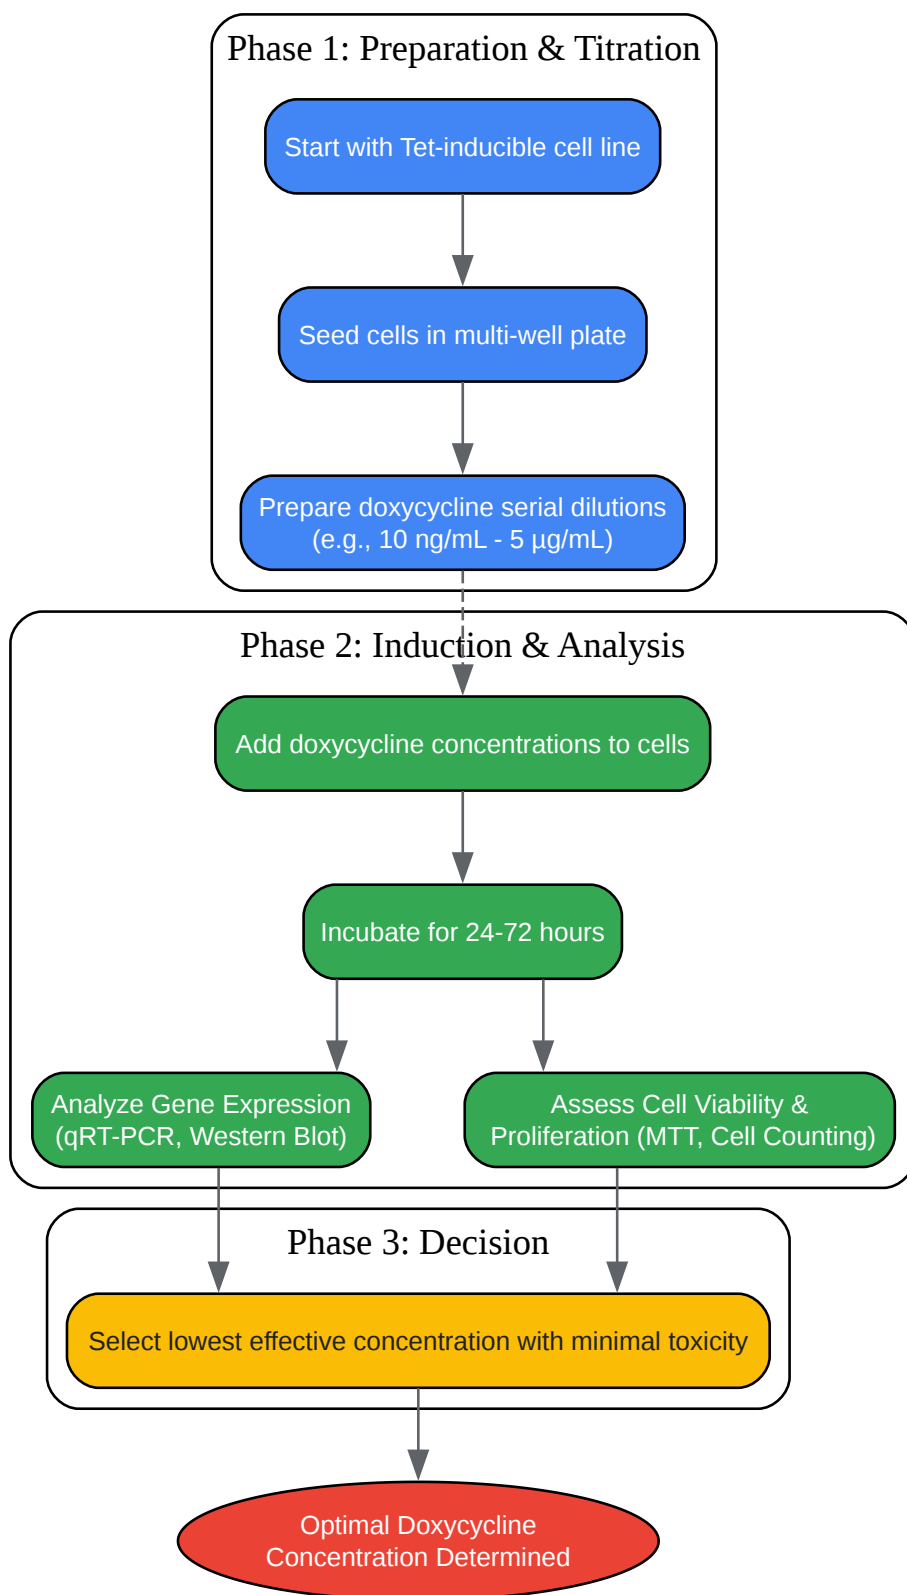 Phase 1: Preparation & Titration
Start with Tet-inducible cell line
Seed cells in multi-well plate
Prepare doxycycline serial dilutions
(e.g., 10 ng/mL - 5 µg/mL)
Phase 2: Induction & Analysis
Add doxycycline concentrations to cells
Incubate for 24-72 hours
Analyze Gene Expression
(qRT-PCR, Western Blot)
Assess Cell Viability &
Proliferation (MTT, Cell Counting)
Phase 3: Decision
Select lowest effective concentration with minimal toxicity
Optimal Doxycycline
Concentration Determined